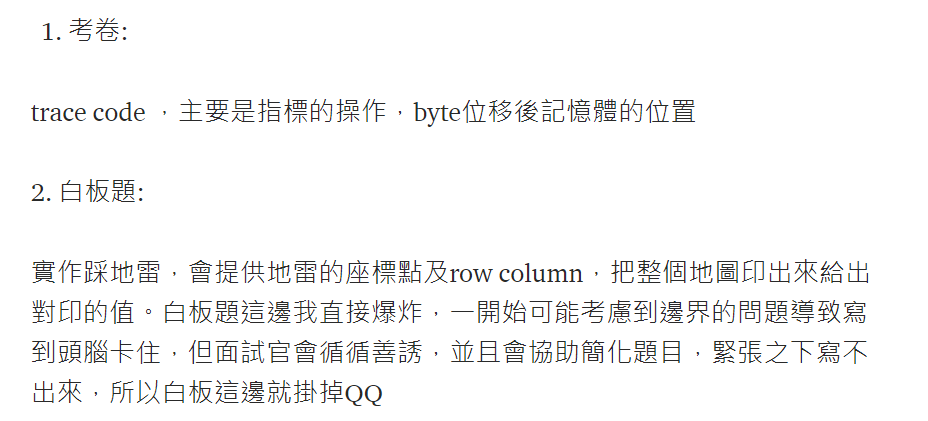 1. 考卷:
trace code ，主要是指標的操作，byte位移後記憶體的位置
2. 白板題:
實作踩地雷，會提供地雷的座標點及row column，把整個地圖印出來給出
對印的值。白板題這邊我直接爆炸，一開始可能考慮到邊界的問題導致寫
到頭腦卡住，但面試官會循循善誘，並且會協助簡化題目，緊張之下寫不
出來，所以白板這邊就掛掉QQ